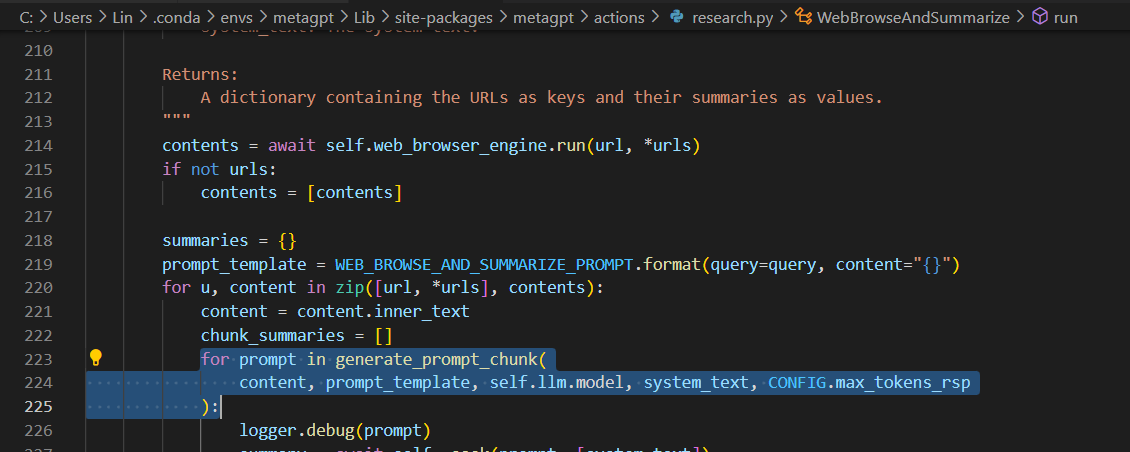 C: > Users > Lin > .conda > envs > metagpt > Lib > site-packages > metagpt > actions > research.py > WebBrowseAndSummarize > run
210
211 Returns:
212 A dictionary containing the URLs as keys and their summaries as values.
213 """
214 contents = await self.web_browser_engine.run(url, *urls)
215 if not urls:
216 contents = [contents]
217
218 summaries = {}
219 prompt_template = WEB_BROWSE_AND_SUMMARIZE_PROMPT.format(query=query, content="{}")
220 for u, content in zip([url, *urls], contents):
221 content = content.inner_text
222 chunk_summaries = []
223 for prompt in generate_prompt_chunk(
224 content, prompt_template, self.llm.model, system_text, CONFIG.max_tokens_rsp
225 ):
226 logger.debug(prompt)